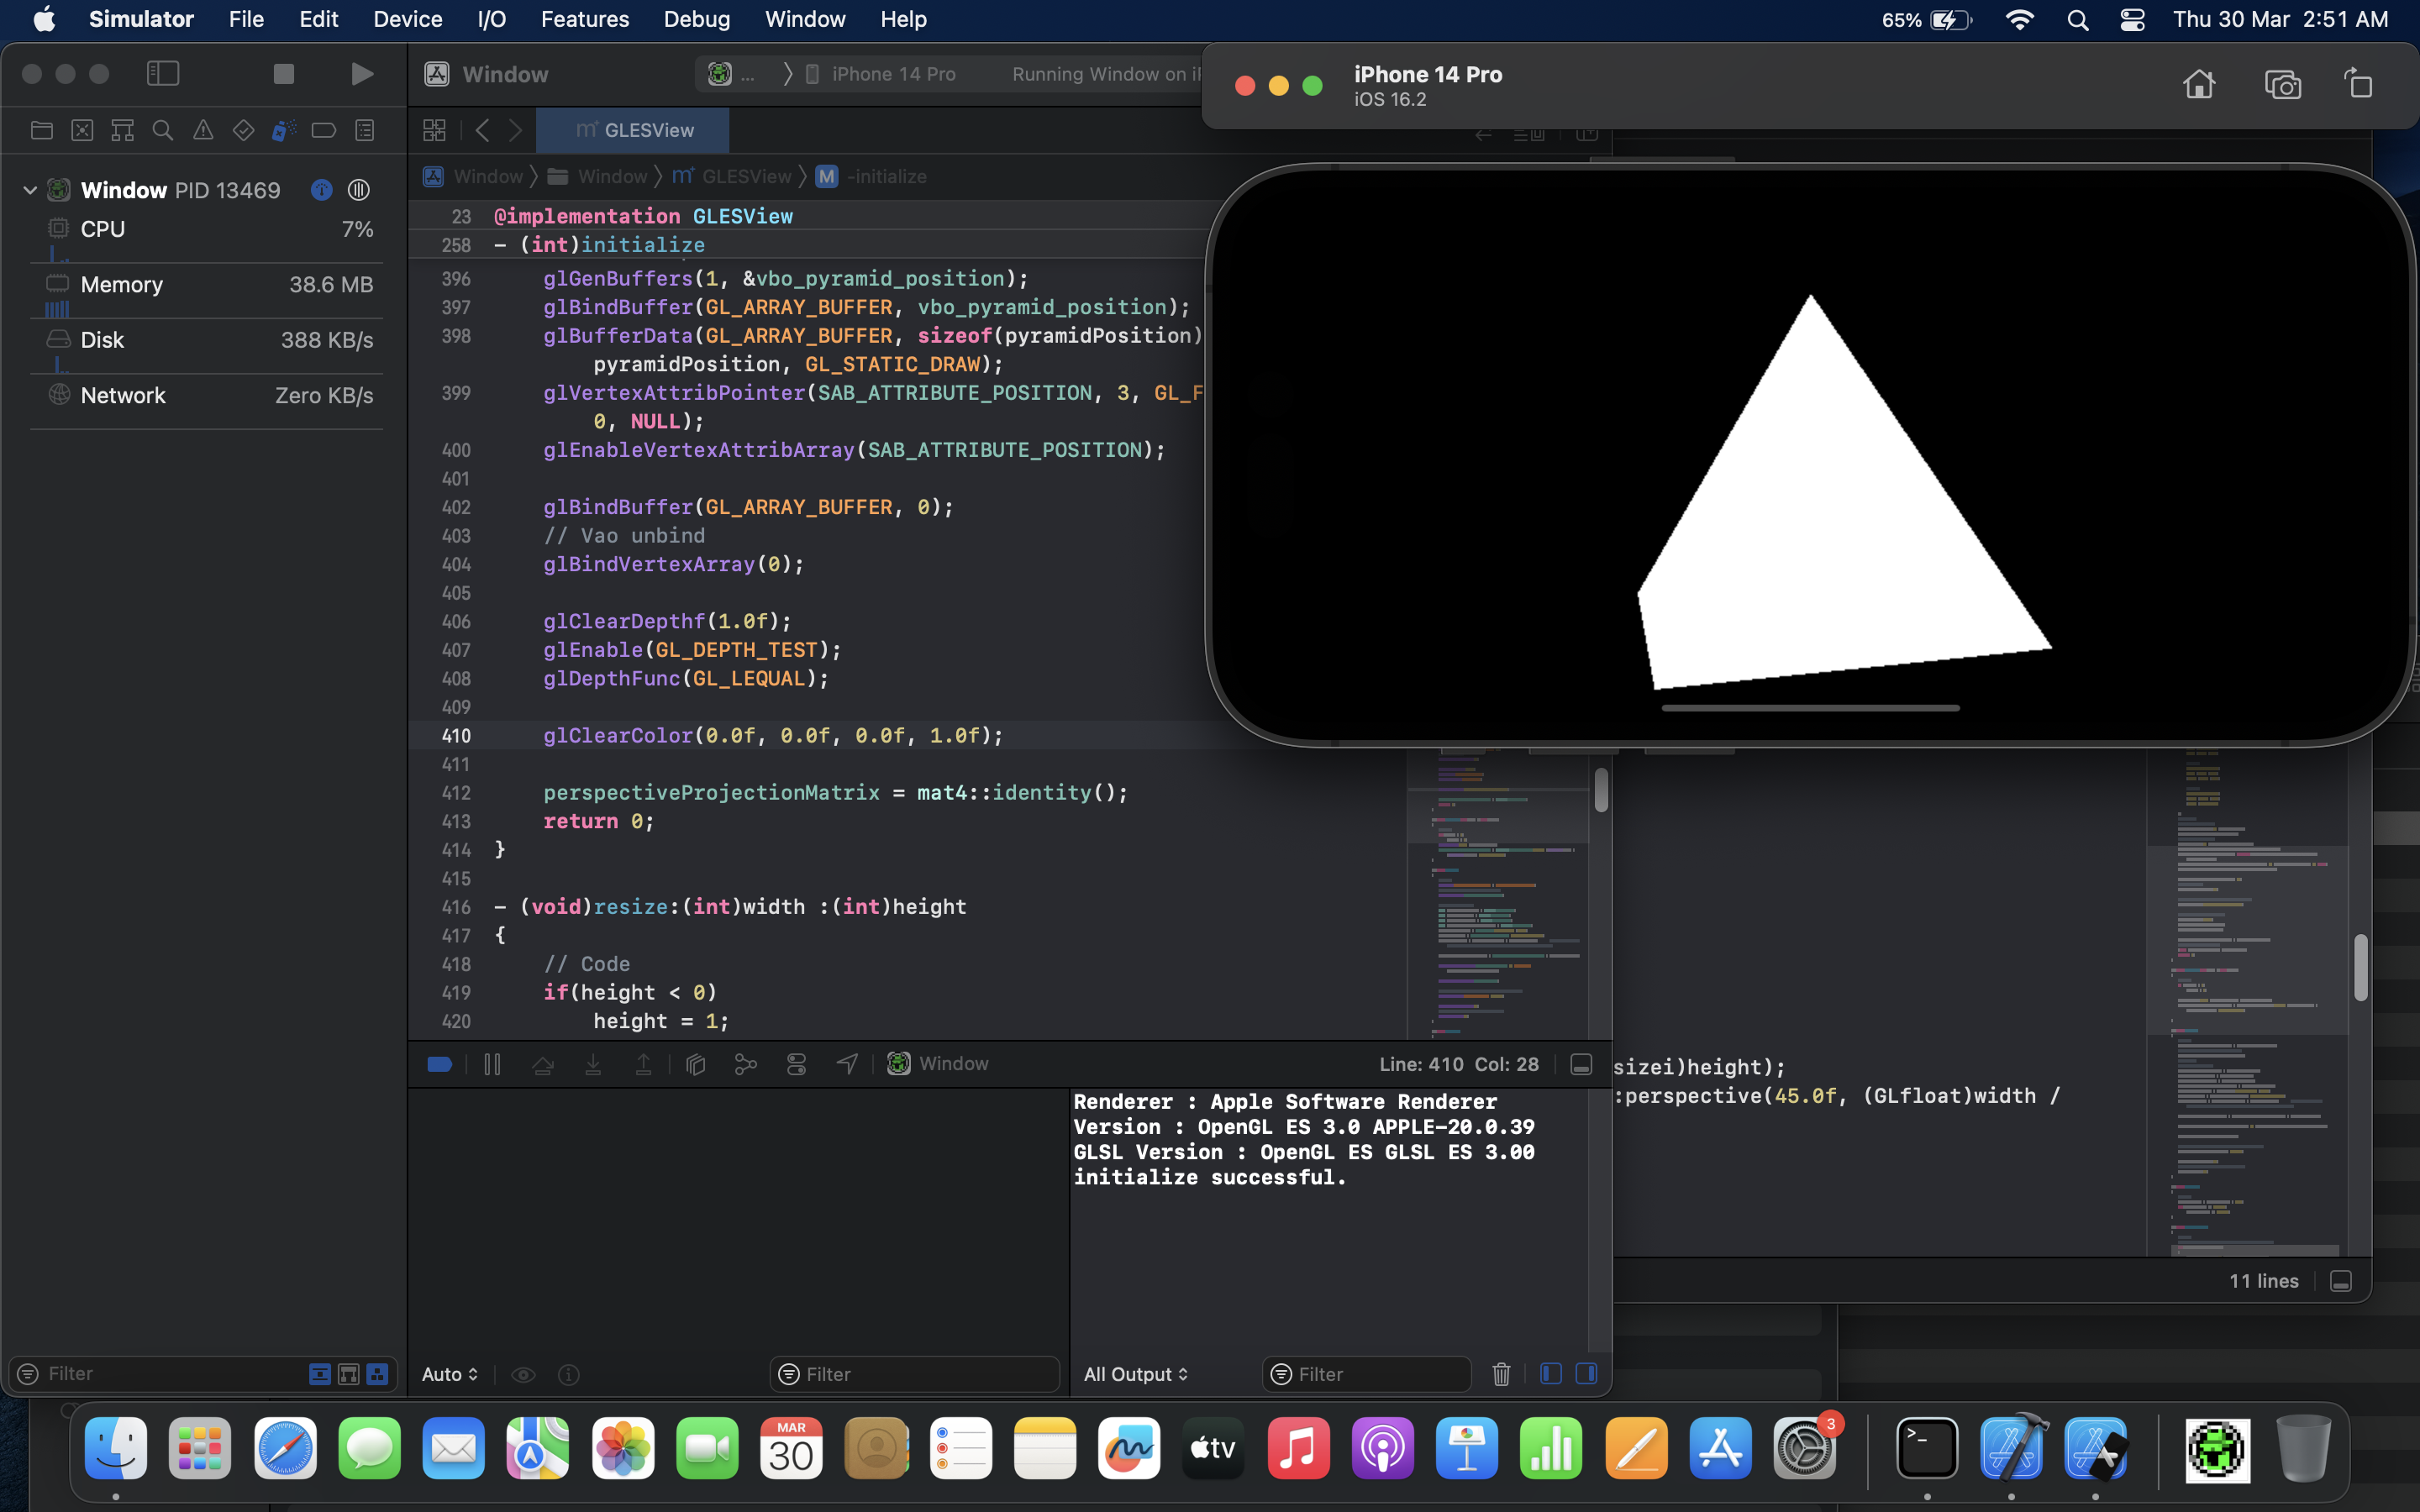 Simulator File Edit Device I/O Features Debug Window Help
65% Thu 30 Mar 2:51 AM
Window
... iPhone 14 Pro
Running Window on
iPhone 14 Pro
iOS 16.2
GLESView
Window Window GLESView M -initialize
Window PID 13469
CPU 7%
Memory 38.6 MB
Disk 388 KB/s
Network Zero KB/s
23 @implementation GLESView
258 - (int)initialize
396 glGenBuffers(1, &vbo_pyramid_position);
397 glBindBuffer(GL_ARRAY_BUFFER, vbo_pyramid_position);
398 glBufferData(GL_ARRAY_BUFFER, sizeof(pyramidPosition)
pyramidPosition, GL_STATIC_DRAW);
399 glVertexAttribPointer(SAB_ATTRIBUTE_POSITION, 3, GL_F
0, NULL);
400 glEnableVertexAttribArray(SAB_ATTRIBUTE_POSITION);
401
402 glBindBuffer(GL_ARRAY_BUFFER, 0);
403 // Vao unbind
404 glBindVertexArray(0);
405
406 glClearDepthf(1.0f);
407 glEnable(GL_DEPTH_TEST);
408 glDepthFunc(GL_LEQUAL);
409
410 glClearColor(0.0f, 0.0f, 0.0f, 1.0f);
411
412 perspectiveProjectionMatrix = mat4::identity();
413 return 0;
414 }
415
416 - (void)resize:(int)width :(int)height
417 {
418 // Code
419 if(height < 0)
420 height = 1;
Window
Line: 410 Col: 28
sizei)height);
:perspective(45.0f, (GLfloat)width /
Renderer : Apple Software Renderer
Version : OpenGL ES 3.0 APPLE-20.0.39
GLSL Version : OpenGL ES GLSL ES 3.00
initialize successful.
11 lines
Filter
Auto
Filter
All Output
Filter
MAR
30
tv
3
>_